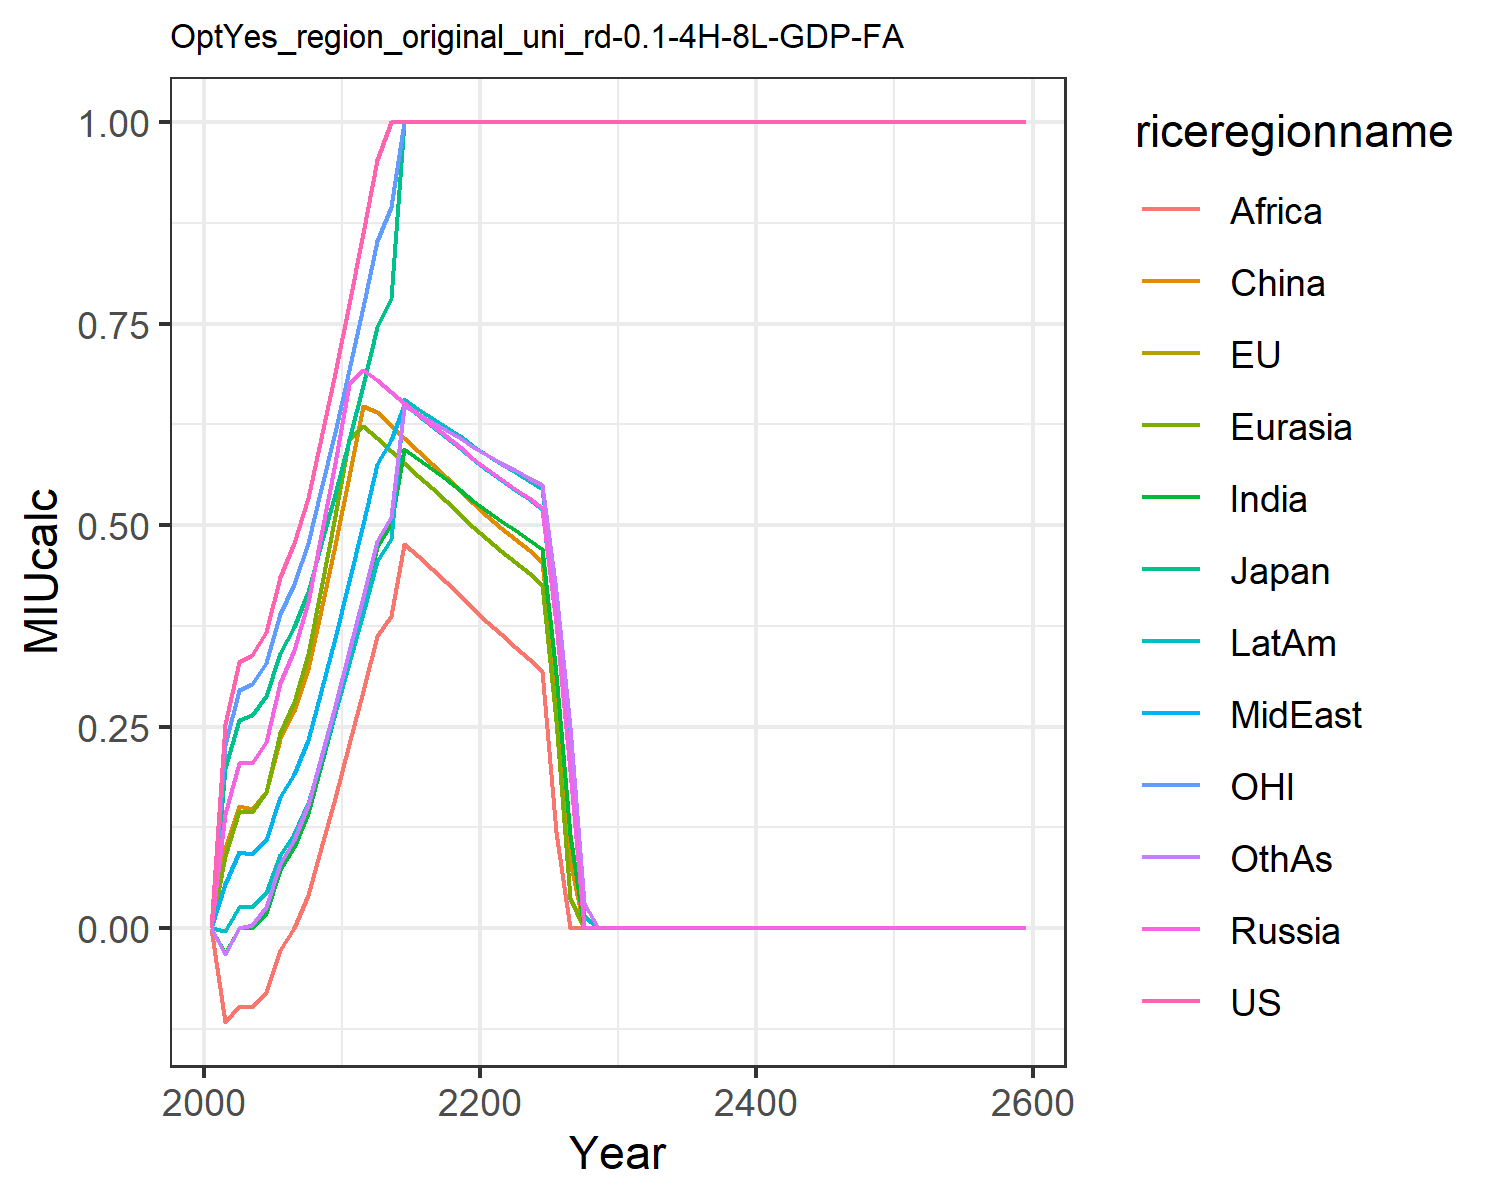 OptYes_region_original_uni_rd-0.1-4H-8L-GDP-FA
1.00
0.75
0.50
0.25
0.00
MIUcalc
2000
2200
2400
2600
Year
riceregionname
Africa
China
EU
Eurasia
India
Japan
LatAm
MidEast
OHI
OthAs
Russia
US